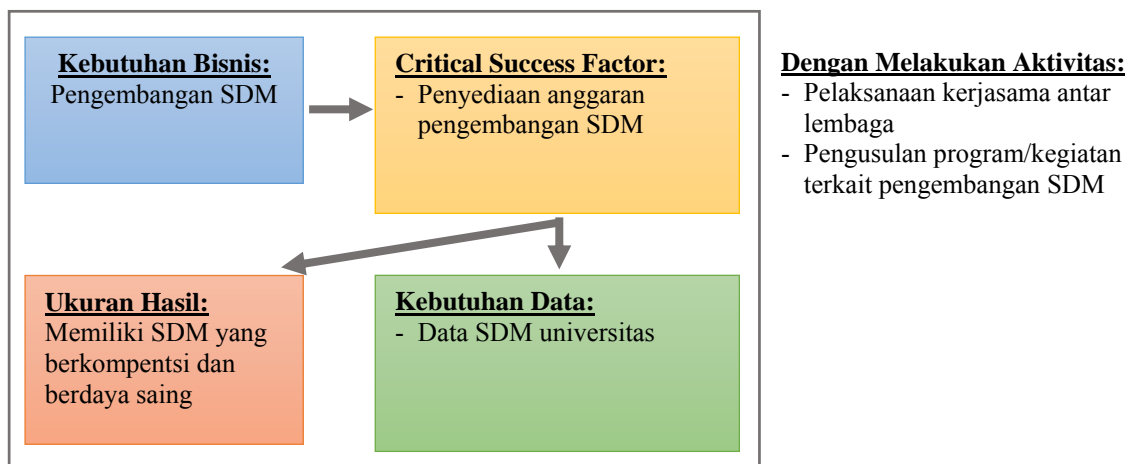 Kebutuhan Bisnis:
Pengembangan SDM
Critical Success Factor:
- Penyediaan anggaran
pengembangan SDM
Dengan Melakukan Aktivitas:
- Pelaksanaan kerjasama antar
lembaga
- Pengusulan program/kegiatan
terkait pengembangan SDM
Ukuran Hasil:
Memiliki SDM yang
berkompentsi dan
berdaya saing
Kebutuhan Data:
- Data SDM universitas